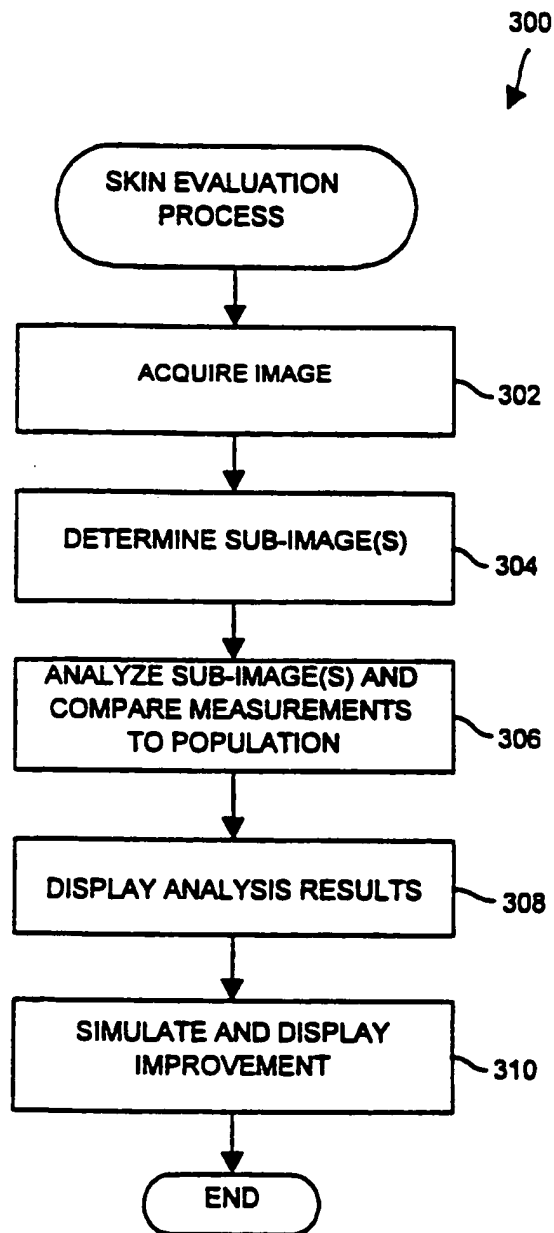 300
SKIN EVALUATION
PROCESS
ACQUIRE IMAGE
302
DETERMINE SUB-IMAGE(S)
304
ANALYZE SUB-IMAGE(S) AND
COMPARE MEASUREMENTS
TO POPULATION
306
DISPLAY ANALYSIS RESULTS
308
SIMULATE AND DISPLAY
IMPROVEMENT
310
END